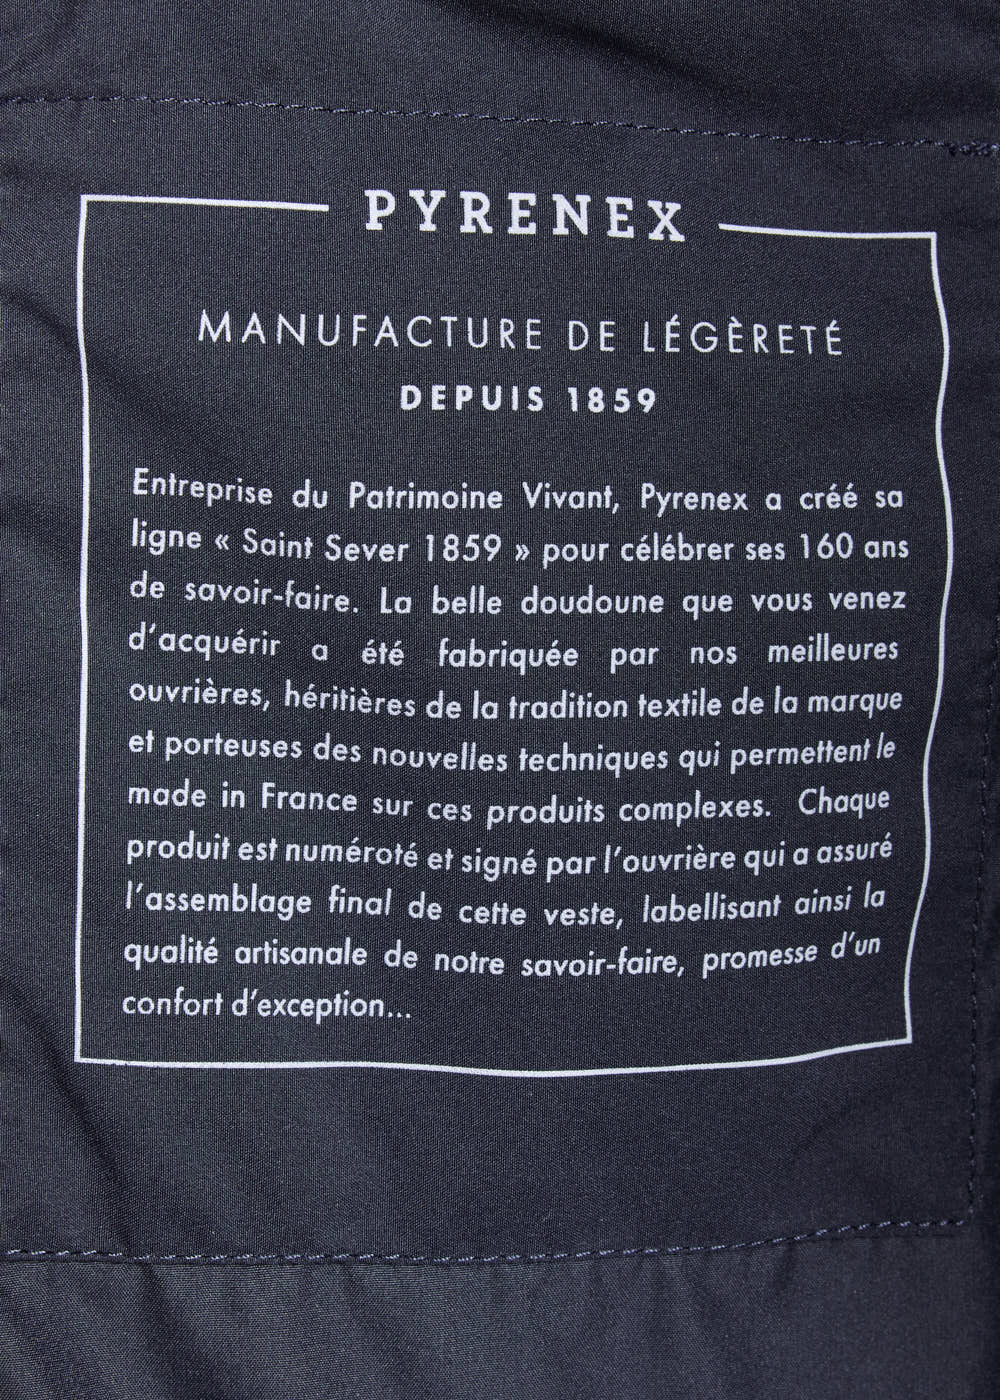 PYRENEX
MANUFACTURE DE LÉGÈRETÉ
DEPUIS 1859
Entreprise du Patrimoine Vivant, Pyrenex a créé sa
ligne « Saint Sever 1859 » pour célébrer ses 160 ans
de savoir-faire. La belle doudoune que vous venez
d'acquérir a été fabriquée par nos meilleures
ouvrières, héritières de la tradition textile de la marque
et porteuses des nouvelles techniques qui permettent le
made in France sur ces produits complexes. Chaque
produit est numéroté et signé par l'ouvrière qui a assuré
l'assemblage final de cette veste, labellisant ainsi la
qualité artisanale de notre savoir-faire, promesse d'un
confort d'exception...